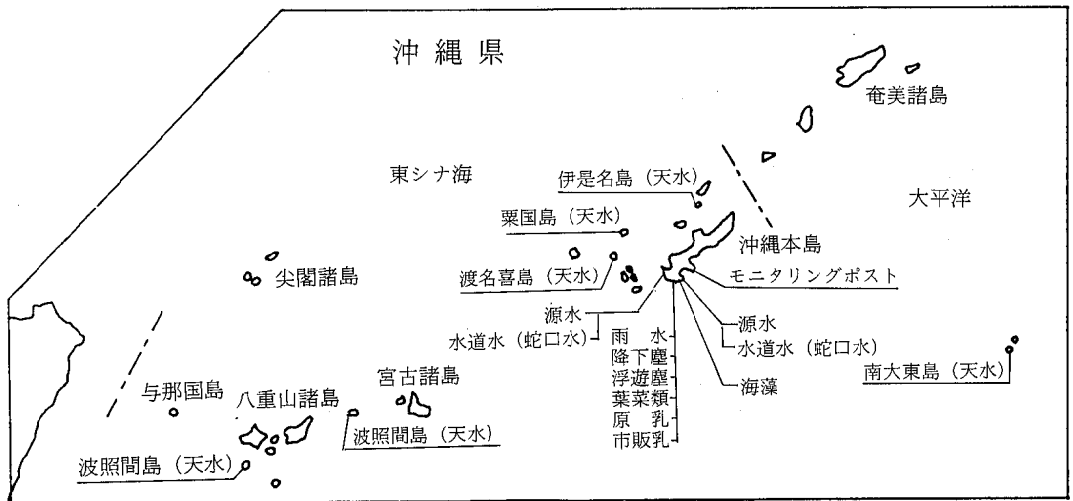 沖縄県
奄美諸島
東シナ海
伊是名島（天水）
大平洋
粟国島（天水）
沖縄本島
尖閣諸島
渡名喜島（天水）
モニタリングポスト
源水
水道水（蛇口水）
雨水
降下塵
浮遊塵
葉菜類
原乳
市販乳
源水
水道水（蛇口水）
海藻
南大東島（天水）
与那国島
八重山諸島
宮古諸島
波照間島（天水）
波照間島（天水）